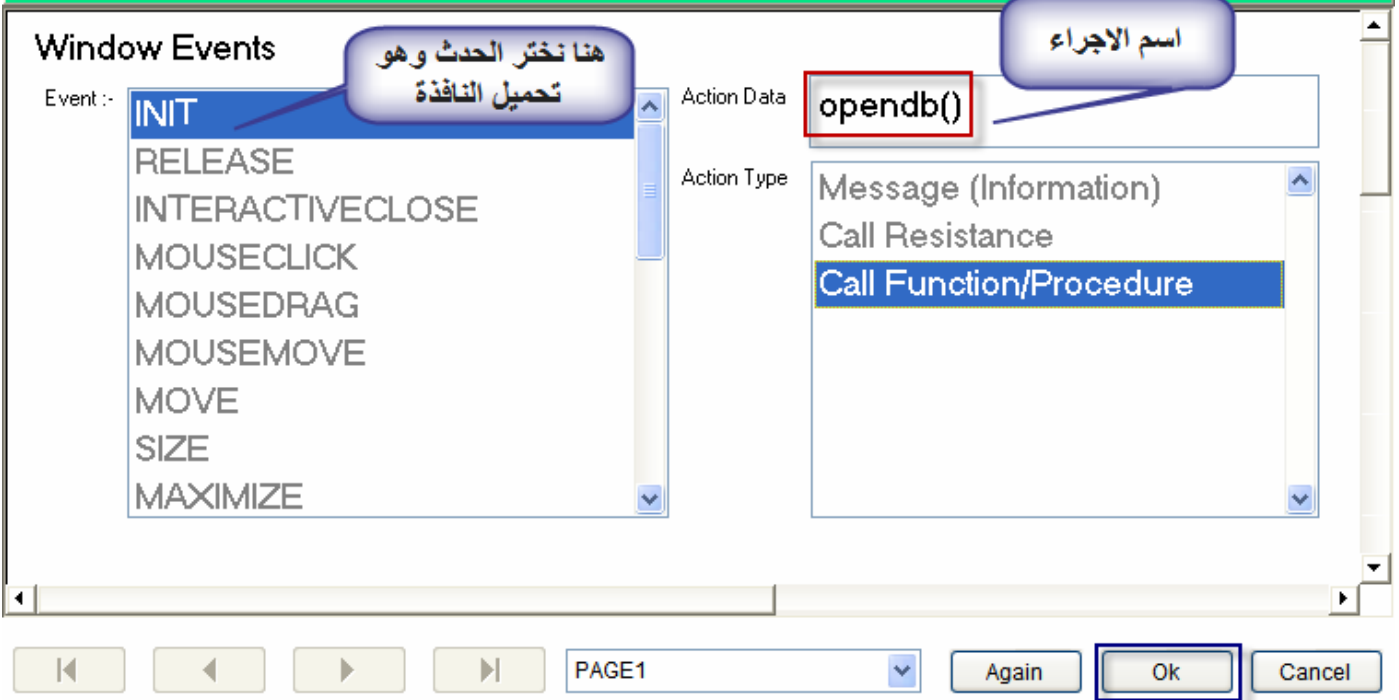 Window Events
هنا نختر الحدث وهو
تحميل النافذة
اسم الاجراء
Event :-
INIT
RELEASE
INTERACTIVECLOSE
MOUSECLICK
MOUSEDRAG
MOUSEMOVE
MOVE
SIZE
MAXIMIZE
Action Data
opendb()
Action Type
Message (Information)
Call Resistance
Call Function/Procedure
PAGE1
Again
Ok
Cancel